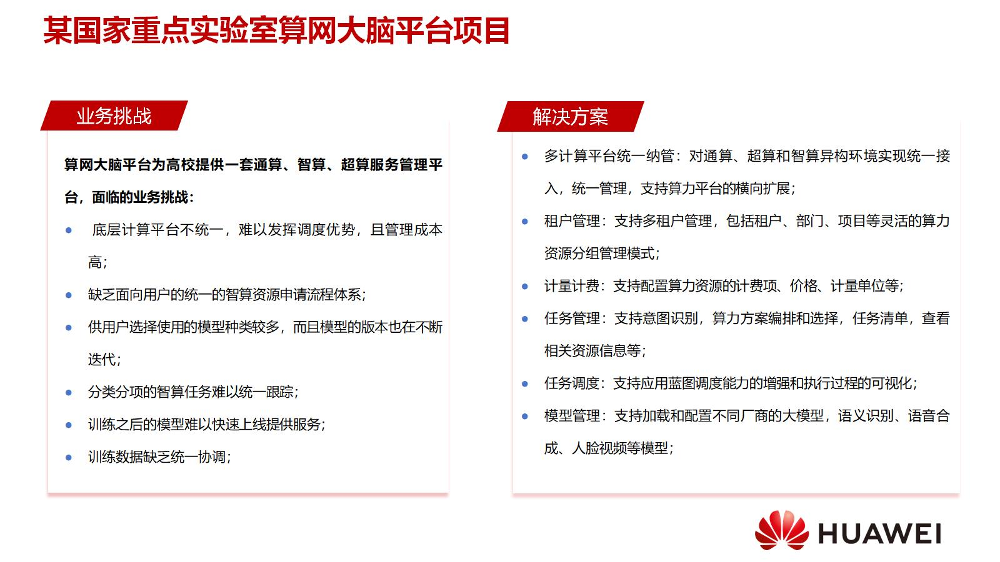 某国家重点实验室算网大脑平台项目
业务挑战
算网大脑平台为高校提供一套通算、智算、超算服务管理平
台，面临的业务挑战：
● 底层计算平台不统一，难以发挥调度优势，且管理成本
高；
● 缺乏面向用户的统一的智算资源申请流程体系；
● 供用户选择使用的模型种类较多，而且模型的版本也在不断
迭代；
● 分类分项的智算任务难以统一跟踪；
● 训练之后的模型难以快速上线提供服务；
● 训练数据缺乏统一协调；
解决方案
● 多计算平台统一纳管：对通算、超算和智算异构环境实现统一接
入，统一管理，支持算力平台的横向扩展；
● 租户管理：支持多租户管理，包括租户、部门、项目等灵活的算力
资源分组管理模式；
● 计量计费：支持配置算力资源的计费项、价格、计量单位等；
● 任务管理：支持意图识别，算力方案编排和选择，任务清单，查看
相关资源信息等；
● 任务调度：支持应用蓝图调度能力的增强和执行过程的可视化；
● 模型管理：支持加载和配置不同厂商的大模型，语义识别、语音合
成、人脸视频等模型；
HUAWEI